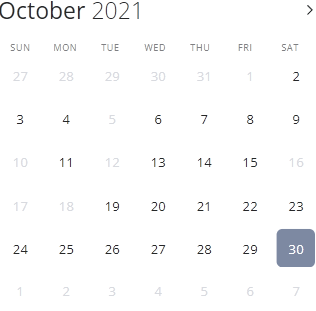 October 2021
SUN MON TUE WED THU FRI SAT
27 28 29 30 31 1 2
3 4 5 6 7 8 9
10 11 12 13 14 15 16
17 18 19 20 21 22 23
24 25 26 27 28 29 30
1 2 3 4 5 6 7